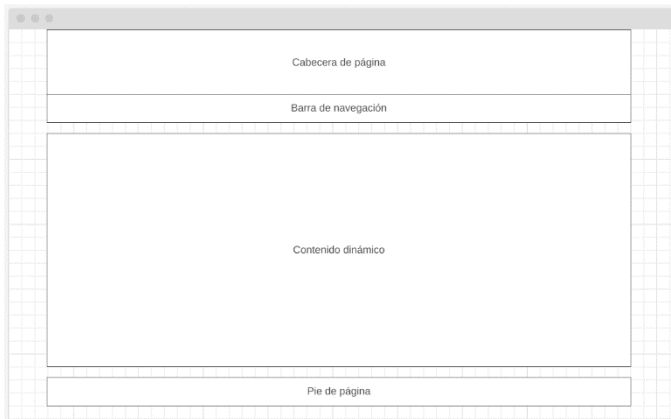 Cabecera de página
Barra de navegación
Contenido dinámico
Pie de página